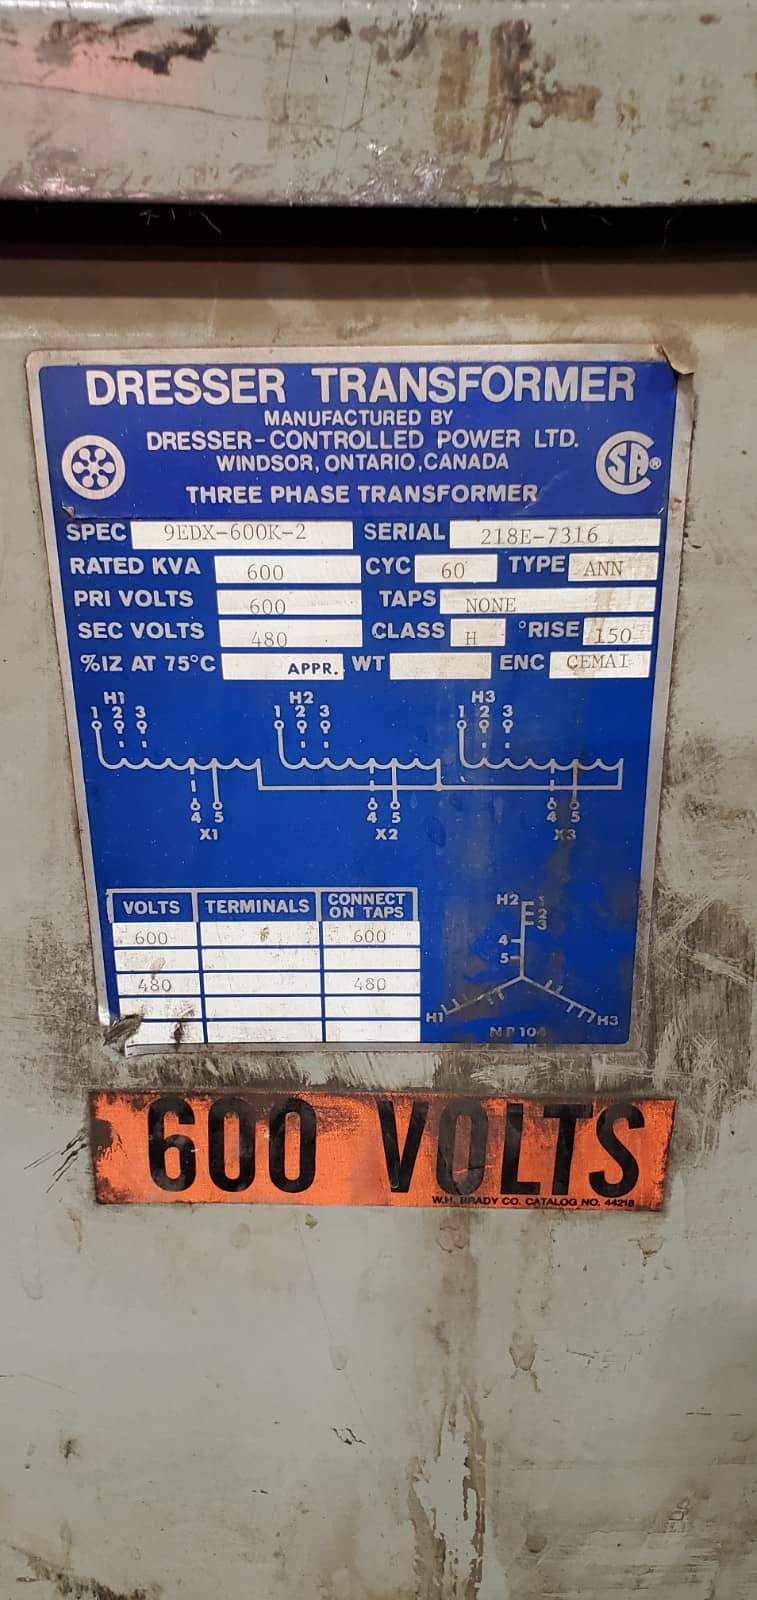 DRESSER TRANSFORMER
MANUFACTURED BY
DRESSER-CONTROLLED POWER LTD.
WINDSOR, ONTARIO, CANADA
SA®
THREE PHASE TRANSFORMER
SPEC 9EDX-600K-2 SERIAL 218E-7316
RATED KVA 600 CYC 60 TYPE ANN
PRI VOLTS 600 TAPS NONE
SEC VOLTS 480 CLASS H °RISE 150
%IZ AT 75°C APPR. WT ENC CEMA1
H1 H2 H3
1 2 3 1 2 3 1 2 3
4 5 4 5 4 5
X1 X2 X3
VOLTS TERMINALS CONNECT ON TAPS
600 600
480 480
H2 1
2
3
4
5
H1 H3
NP 104
600 VOLTS
W.H. BRADY CO. CATALOG NO. 44218